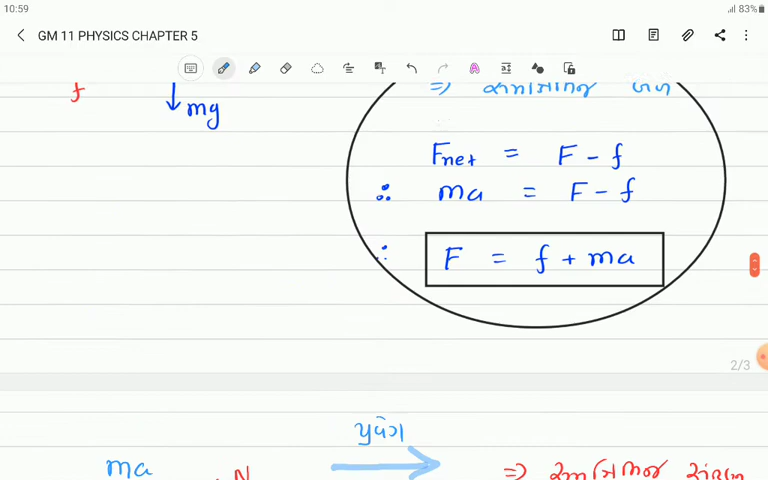 10:59 83%
GM 11 PHYSICS CHAPTER 5
f
mg
⇒
Fnet = F - f
∴ ma = F - f
∴ F = f + ma
2/3
ma
N
⇒